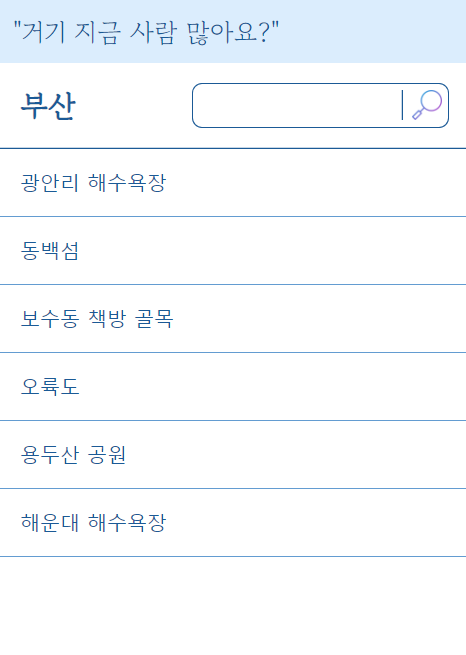 "거기 지금 사람 많아요?"
부산
광안리 해수욕장
동백섬
보수동 책방 골목
오륙도
용두산 공원
해운대 해수욕장